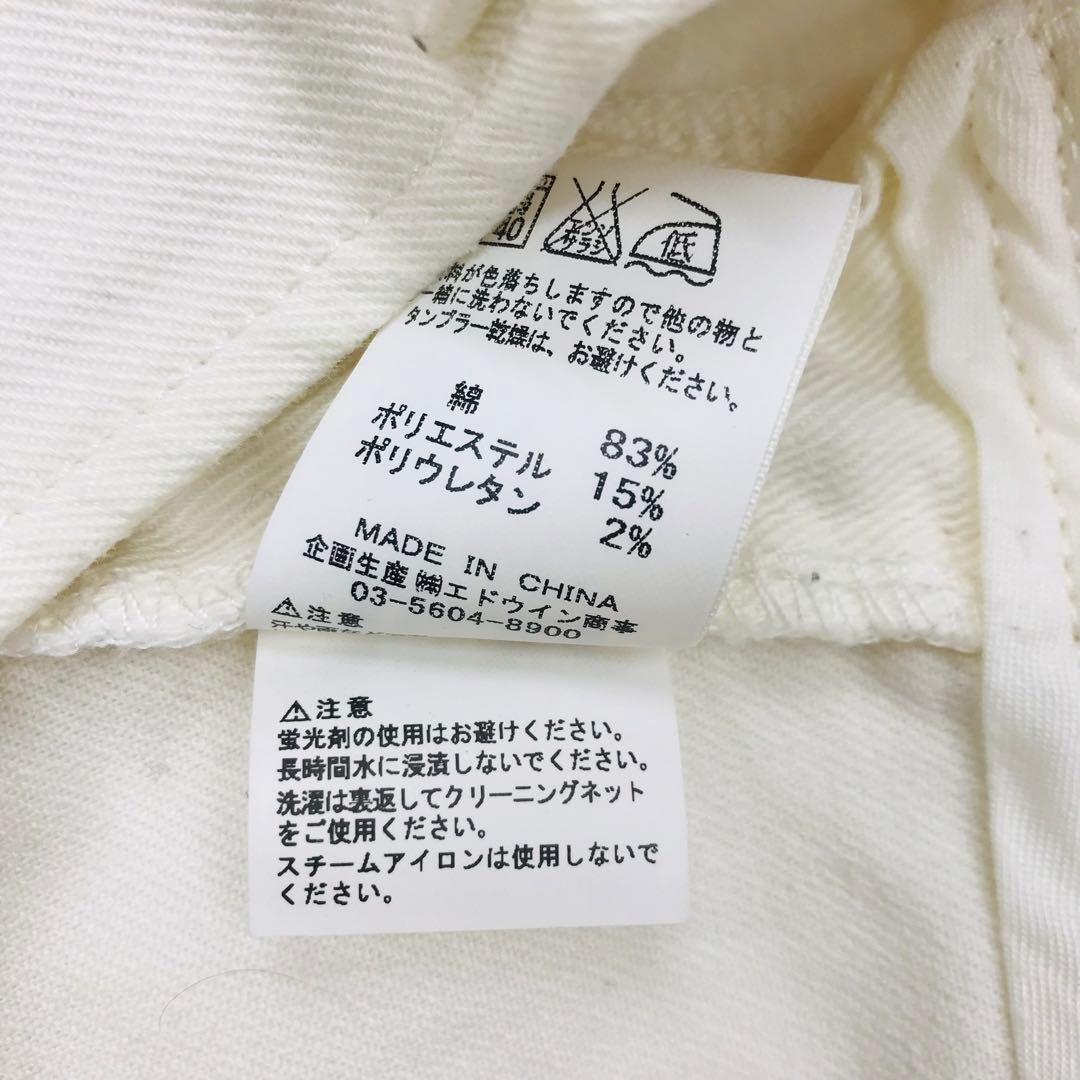 40
エンソ
サラシ
低
料が色落ちしますので他の物と
一緒に洗わないでください。
タンブラー乾燥は、お避けください。
綿 83%
ポリエステル 15%
ポリウレタン 2%
MADE IN CHINA
企画生産 ㈱エドウイン商事
03-5604-8900
⚠注意
⚠注意
蛍光剤の使用はお避けください。
長時間水に浸漬しないでください。
洗濯は裏返してクリーニングネット
をご使用ください。
スチームアイロンは使用しないで
ください。